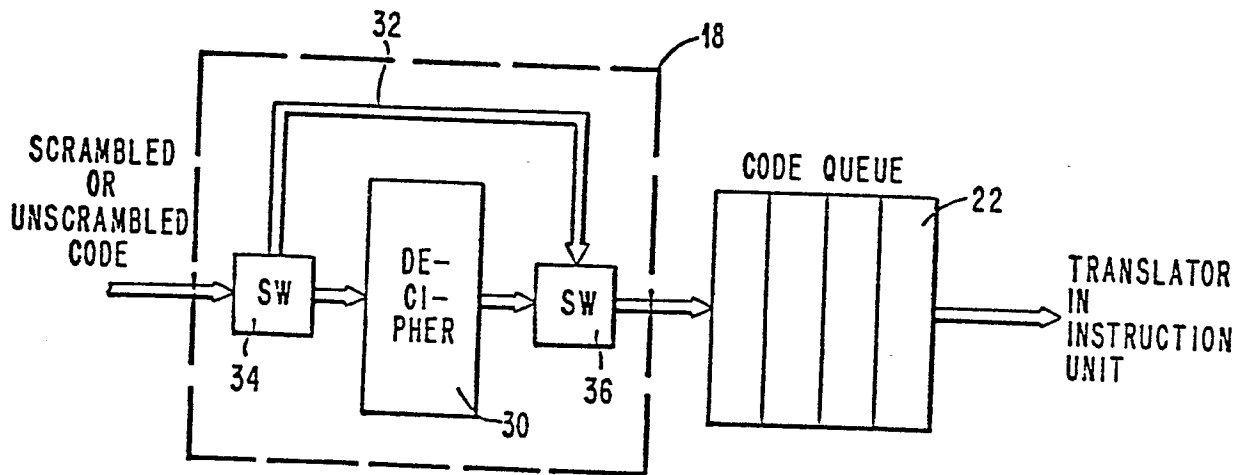 32
18
SCRAMBLED
OR
UNSCRAMBLED
CODE
SW
34
DE-
CI-
PHER
30
SW
36
CODE QUEUE
22
TRANSLATOR
IN
INSTRUCTION
UNIT